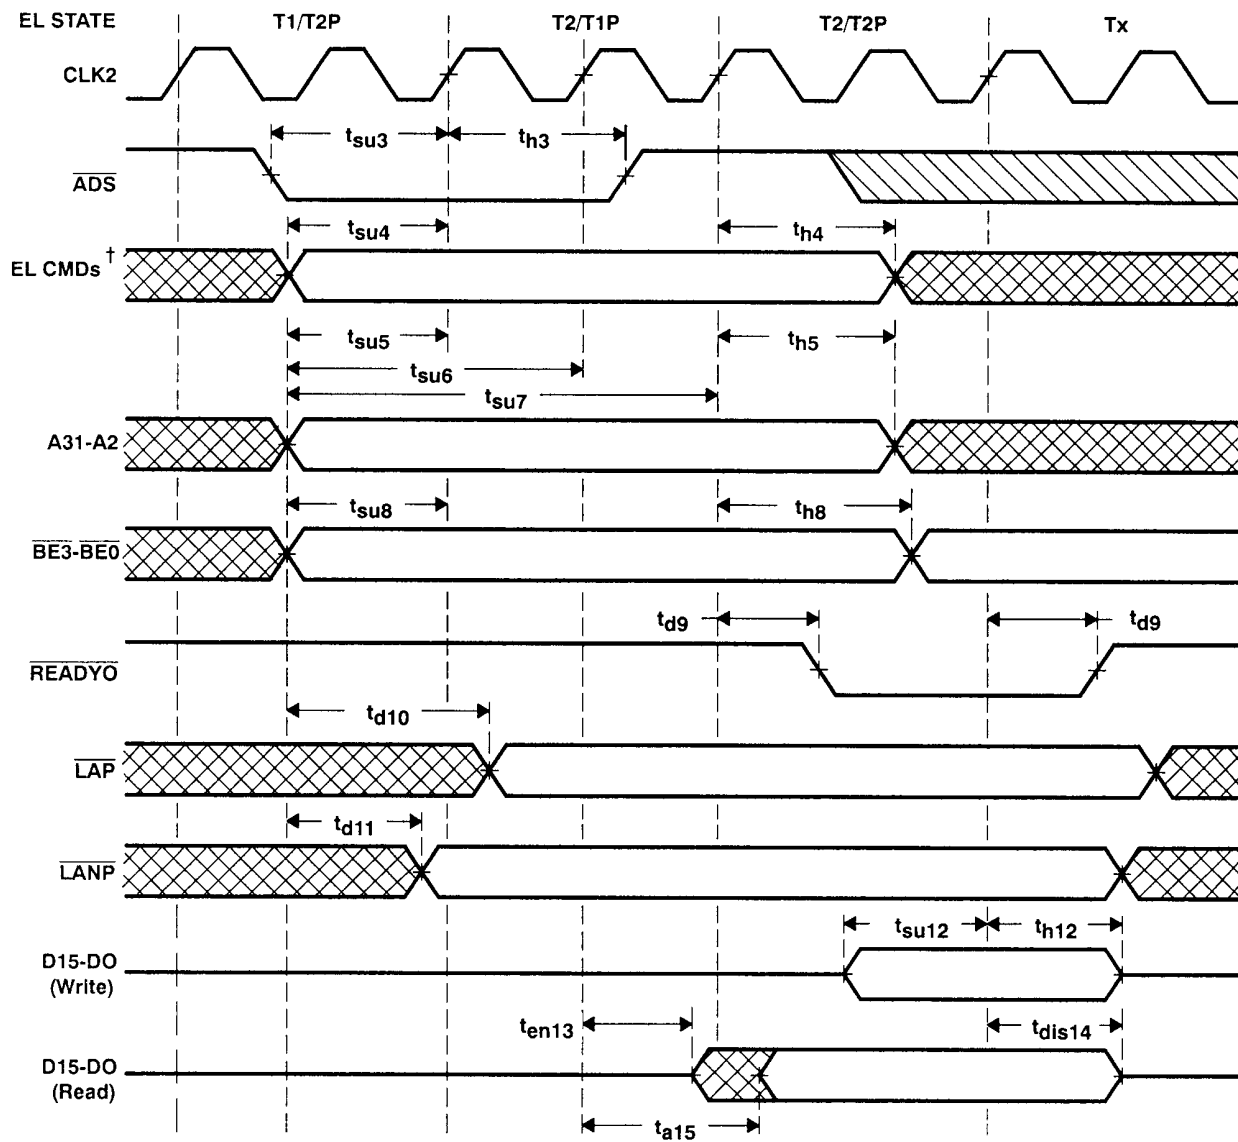 EL STATE T1/T2P T2/T1P T2/T2P Tx
CLK2
tsu3 th3
ADS
tsu4 th4
EL CMDs †
tsu5 th5
tsu6
tsu7
A31-A2
tsu8 th8
BE3-BE0
td9 td9
READYO
td10
LAP
td11
LANP
tsu12 th12
D15-DO
(Write)
ten13 tdis14
D15-DO
(Read)
ta15